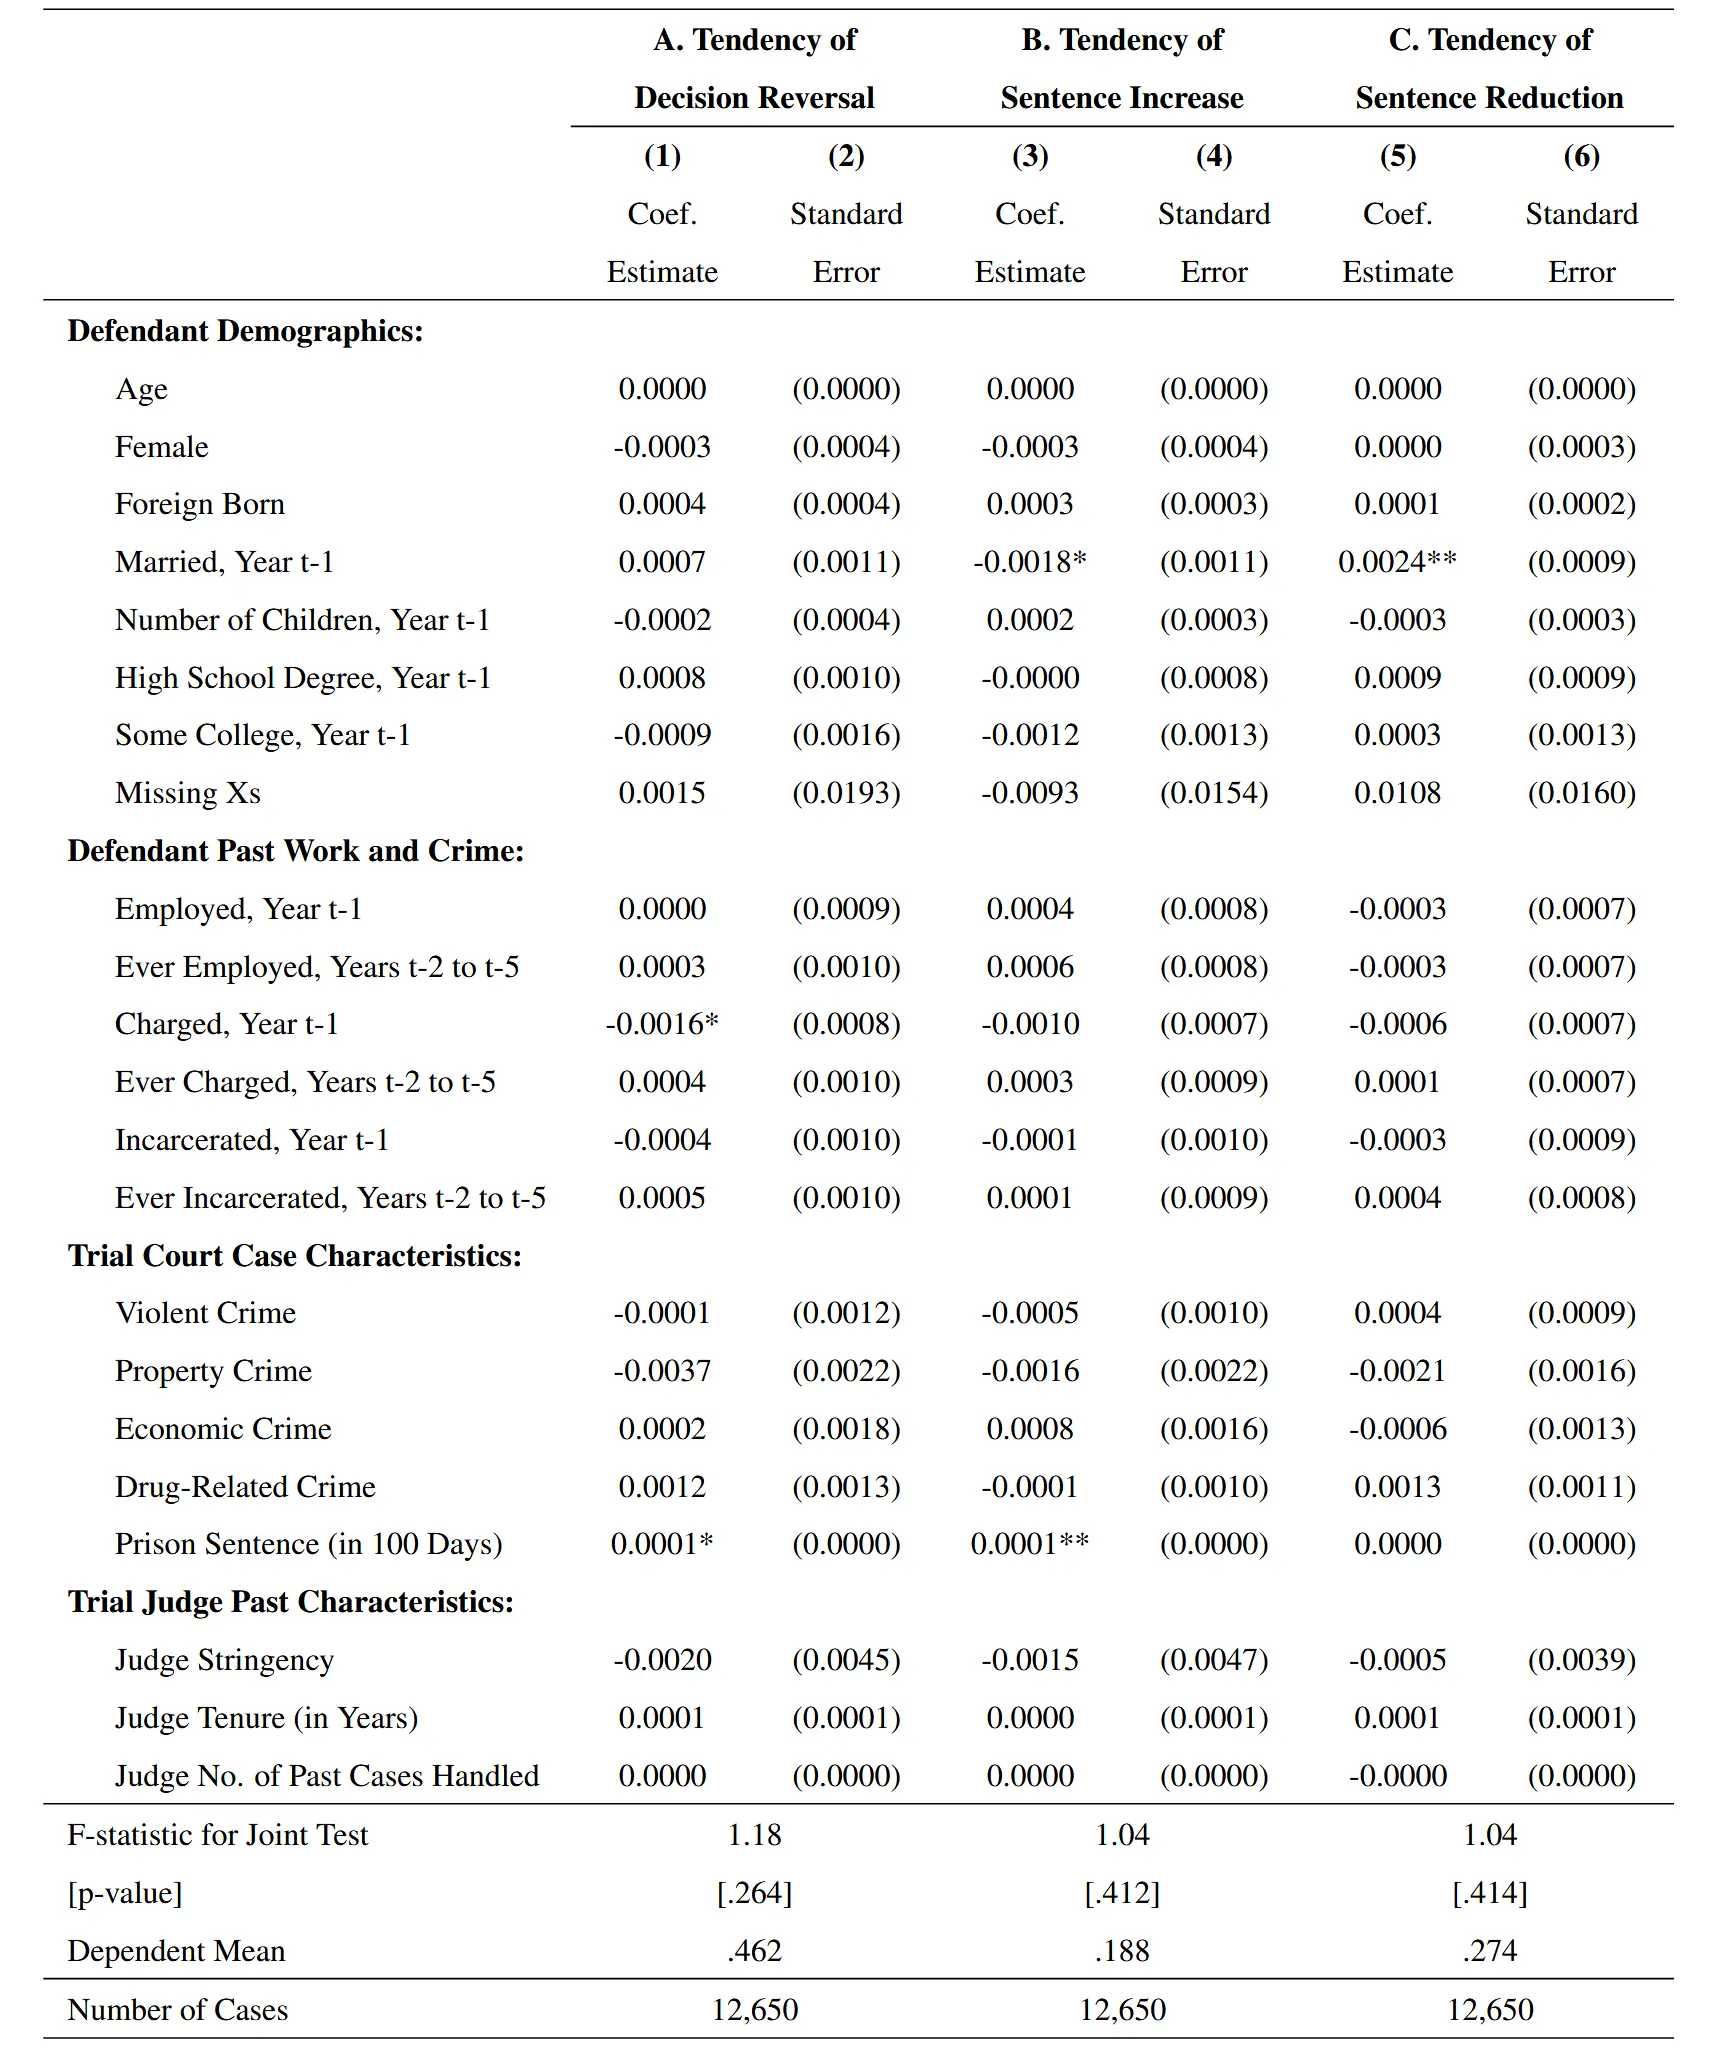 A. Tendency of B. Tendency of C. Tendency of
Decision Reversal Sentence Increase Sentence Reduction
(1) (2) (3) (4) (5) (6)
Coef. Standard Coef. Standard Coef. Standard
Estimate Error Estimate Error Estimate Error
Defendant Demographics:
Age 0.0000 (0.0000) 0.0000 (0.0000) 0.0000 (0.0000)
Female -0.0003 (0.0004) -0.0003 (0.0004) 0.0000 (0.0003)
Foreign Born 0.0004 (0.0004) 0.0003 (0.0003) 0.0001 (0.0002)
Married, Year t-1 0.0007 (0.0011) -0.0018* (0.0011) 0.0024** (0.0009)
Number of Children, Year t-1 -0.0002 (0.0004) 0.0002 (0.0003) -0.0003 (0.0003)
High School Degree, Year t-1 0.0008 (0.0010) -0.0000 (0.0008) 0.0009 (0.0009)
Some College, Year t-1 -0.0009 (0.0016) -0.0012 (0.0013) 0.0003 (0.0013)
Missing Xs 0.0015 (0.0193) -0.0093 (0.0154) 0.0108 (0.0160)
Defendant Past Work and Crime:
Employed, Year t-1 0.0000 (0.0009) 0.0004 (0.0008) -0.0003 (0.0007)
Ever Employed, Years t-2 to t-5 0.0003 (0.0010) 0.0006 (0.0008) -0.0003 (0.0007)
Charged, Year t-1 -0.0016* (0.0008) -0.0010 (0.0007) -0.0006 (0.0007)
Ever Charged, Years t-2 to t-5 0.0004 (0.0010) 0.0003 (0.0009) 0.0001 (0.0007)
Incarcerated, Year t-1 -0.0004 (0.0010) -0.0001 (0.0010) -0.0003 (0.0009)
Ever Incarcerated, Years t-2 to t-5 0.0005 (0.0010) 0.0001 (0.0009) 0.0004 (0.0008)
Trial Court Case Characteristics:
Violent Crime -0.0001 (0.0012) -0.0005 (0.0010) 0.0004 (0.0009)
Property Crime -0.0037 (0.0022) -0.0016 (0.0022) -0.0021 (0.0016)
Economic Crime 0.0002 (0.0018) 0.0008 (0.0016) -0.0006 (0.0013)
Drug-Related Crime 0.0012 (0.0013) -0.0001 (0.0010) 0.0013 (0.0011)
Prison Sentence (in 100 Days) 0.0001* (0.0000) 0.0001** (0.0000) 0.0000 (0.0000)
Trial Judge Past Characteristics:
Judge Stringency -0.0020 (0.0045) -0.0015 (0.0047) -0.0005 (0.0039)
Judge Tenure (in Years) 0.0001 (0.0001) 0.0000 (0.0001) 0.0001 (0.0001)
Judge No. of Past Cases Handled 0.0000 (0.0000) 0.0000 (0.0000) -0.0000 (0.0000)
F-statistic for Joint Test 1.18 1.04 1.04
[p-value] [.264] [.412] [.414]
Dependent Mean .462 .188 .274
Number of Cases 12,650 12,650 12,650